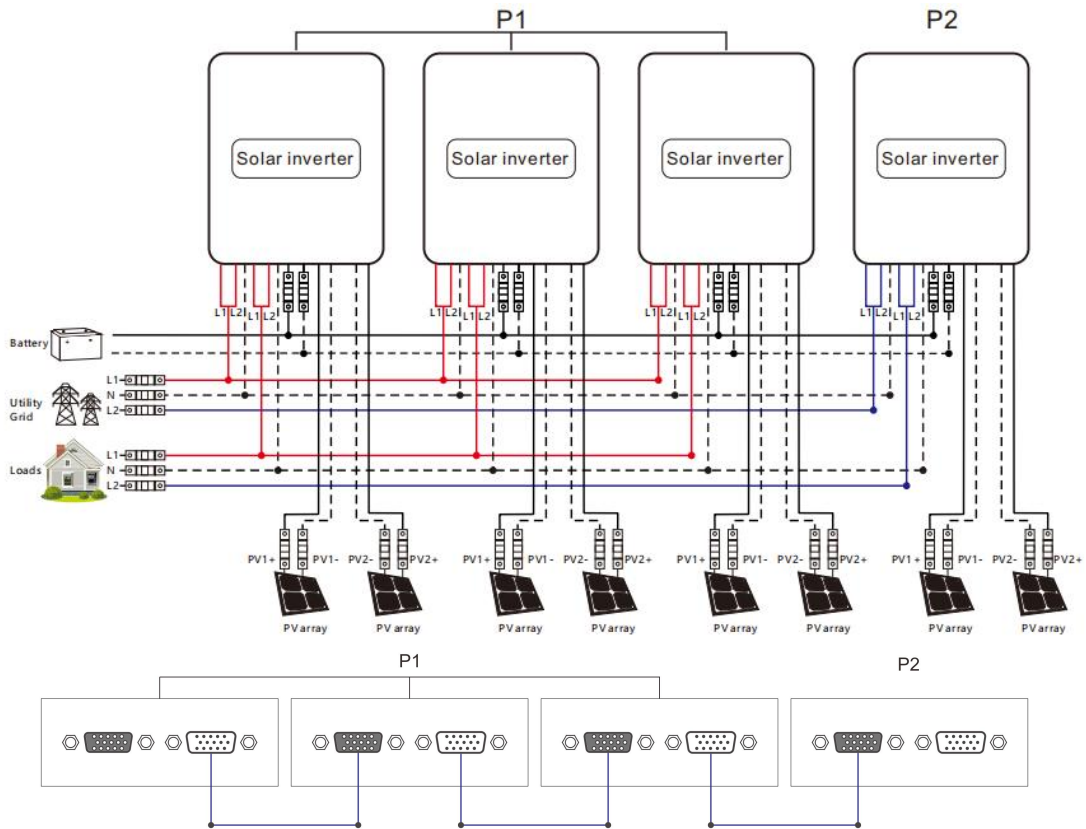 P1 P2
Solar inverter Solar inverter Solar inverter Solar inverter
L1 L2 L1 L2 L1 L2 L1 L2 L1 L2 L1 L2 L1 L2 L1 L2
Battery
L1
N
L2
Utility
Grid
L1
N
L2
Loads
PV1+ PV1- PV2- PV2+ PV1+ PV1- PV2- PV2+ PV1+ PV1- PV2- PV2+ PV1+ PV1- PV2- PV2+
PV array PV array PV array PV array PV array PV array PV array PV array
P1 P2